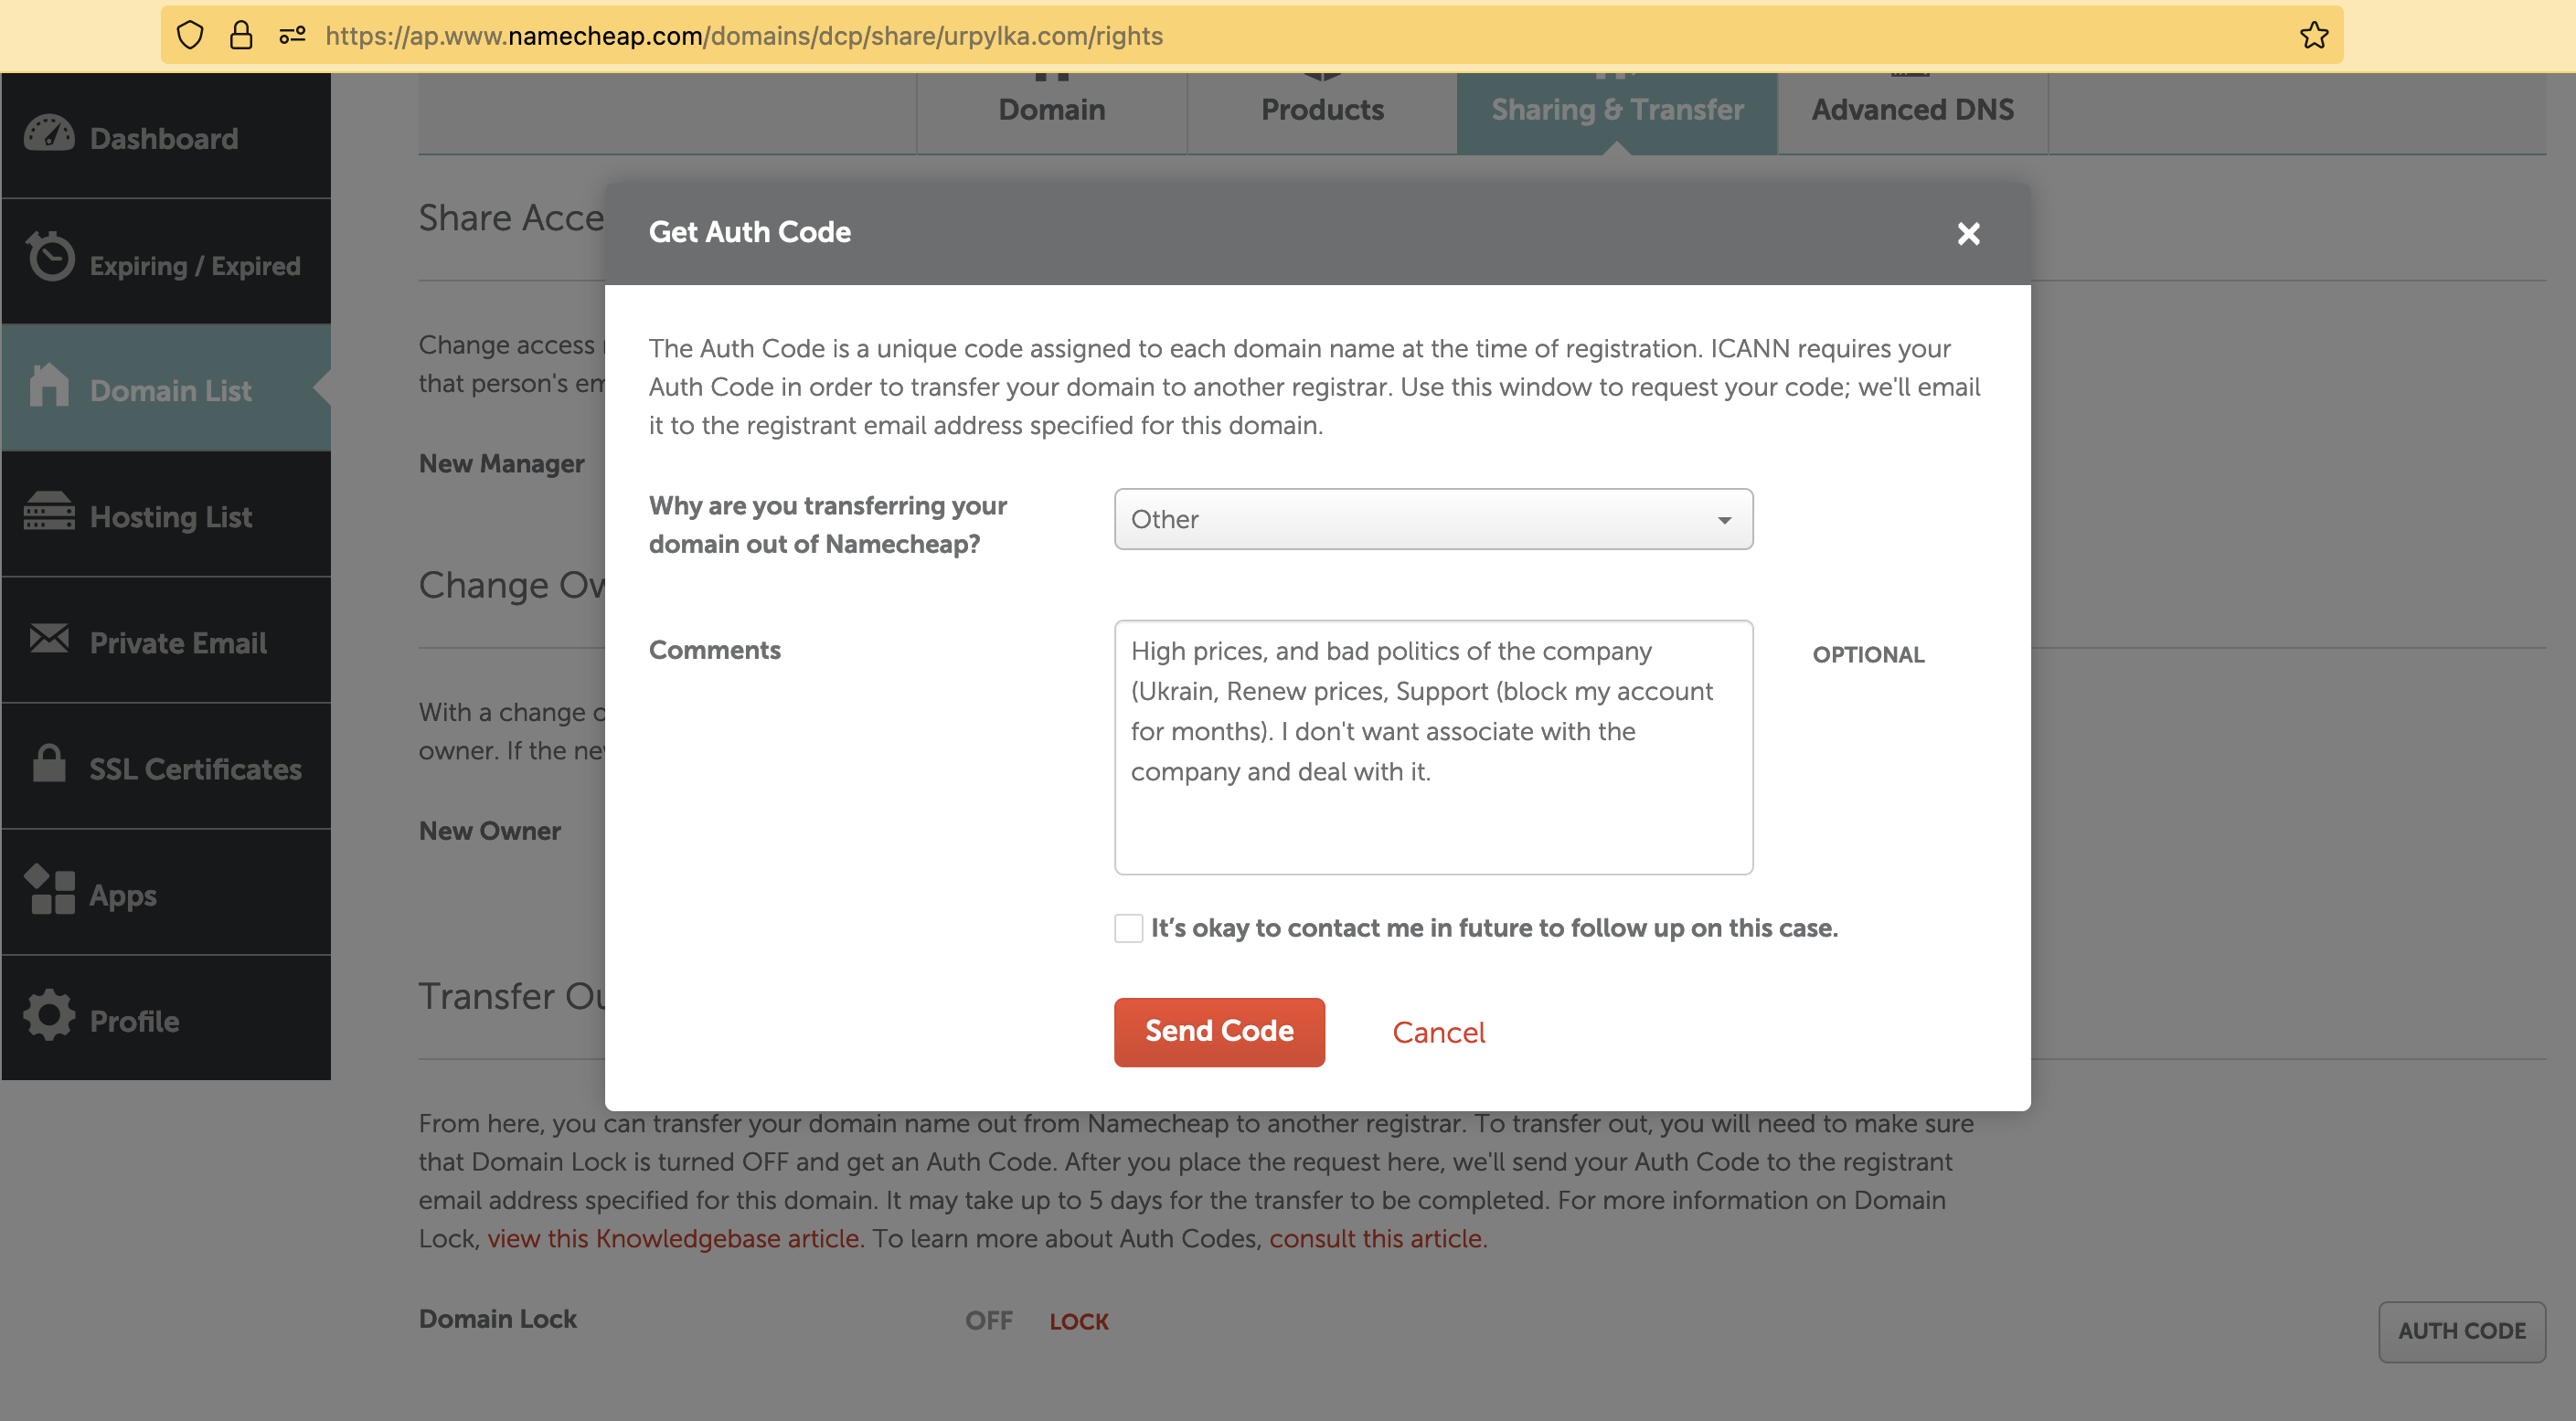 https://ap.www.namecheap.com/domains/dcp/share/urpylka.com/rights
Domain
Products
Sharing & Transfer
Advanced DNS
Dashboard
Expiring / Expired
Domain List
Hosting List
Private Email
SSL Certificates
Apps
Profile
Share Acce
Change access
that person's em
New Manager
Change Ow
With a change o
owner. If the ne
New Owner
Transfer Ou
Get Auth Code
The Auth Code is a unique code assigned to each domain name at the time of registration. ICANN requires your
Auth Code in order to transfer your domain to another registrar. Use this window to request your code; we'll email
it to the registrant email address specified for this domain.
Why are you transferring your
domain out of Namecheap?
Other
Comments
High prices, and bad politics of the company
(Ukrain, Renew prices, Support (block my account
for months). I don't want associate with the
company and deal with it.
OPTIONAL
It’s okay to contact me in future to follow up on this case.
Send Code
Cancel
From here, you can transfer your domain name out from Namecheap to another registrar. To transfer out, you will need to make sure
that Domain Lock is turned OFF and get an Auth Code. After you place the request here, we'll send your Auth Code to the registrant
email address specified for this domain. It may take up to 5 days for the transfer to be completed. For more information on Domain
Lock, view this Knowledgebase article. To learn more about Auth Codes, consult this article.
Domain Lock
OFF
LOCK
AUTH CODE